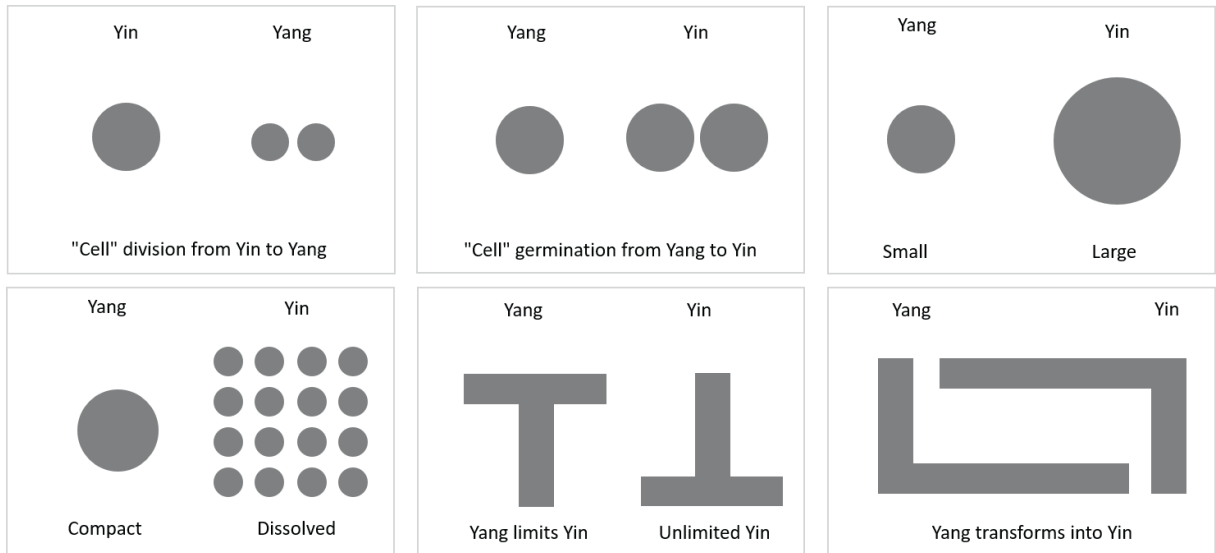 Yin Yang
"Cell" division from Yin to Yang
Yang Yin
"Cell" germination from Yang to Yin
Yang Yin
Small Large
Yang Yin
Compact Dissolved
Yang Yin
Yang limits Yin Unlimited Yin
Yang Yin
Yang transforms into Yin